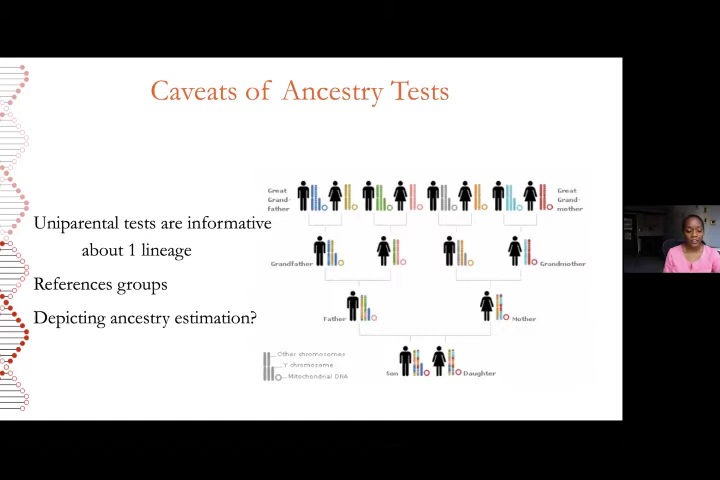 Caveats of Ancestry Tests
Great
Grand-
father
Great
Grand-
mother
Uniparental tests are informative
about 1 lineage
References groups
Depicting ancestry estimation?
Grandfather
Grandmother
Father
Mother
Other chromosomes
Y chromosome
Mitochondrial DNA
Son
Daughter